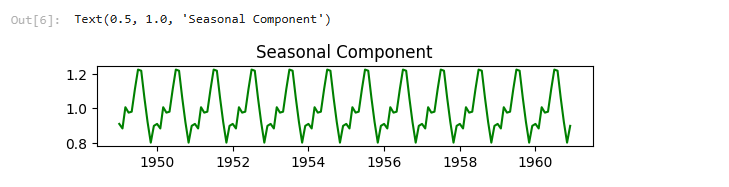 Out[6]: Text(0.5, 1.0, 'Seasonal Component')
Seasonal Component
1.2
1.0
0.8
1950 1952 1954 1956 1958 1960